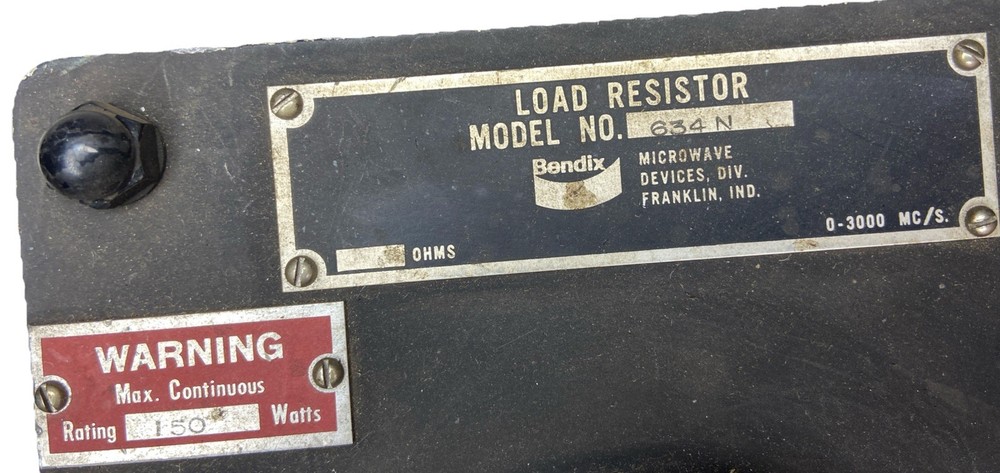 LOAD RESISTOR
MODEL NO. 634 N
Bendix
MICROWAVE
DEVICES, DIV.
FRANKLIN, IND.
0-3000 MC/S.
OHMS
WARNING
Max. Continuous
Rating 150 Watts